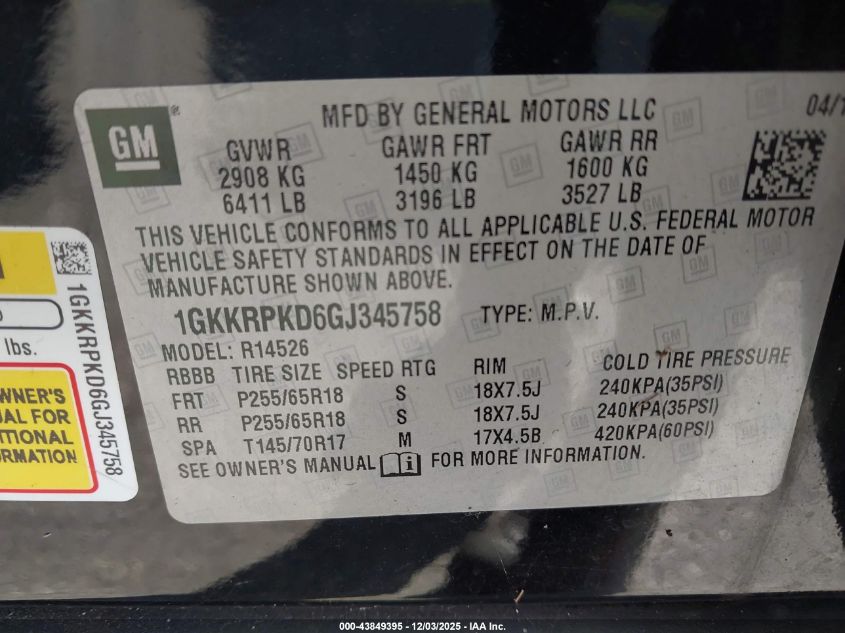 MFD BY GENERAL MOTORS LLC
04/1
GM
®
GVWR GAWR FRT GAWR RR
2908 KG 1450 KG 1600 KG
6411 LB 3196 LB 3527 LB
THIS VEHICLE CONFORMS TO ALL APPLICABLE U.S. FEDERAL MOTOR
VEHICLE SAFETY STANDARDS IN EFFECT ON THE DATE OF
MANUFACTURE SHOWN ABOVE.
1GKKRPKD6GJ345758 TYPE: M.P.V.
MODEL: R14526
RBBB TIRE SIZE SPEED RTG RIM COLD TIRE PRESSURE
FRT P255/65R18 S 18X7.5J 240KPA(35PSI)
RR P255/65R18 S 18X7.5J 240KPA(35PSI)
SPA T145/70R17 M 17X4.5B 420KPA(60PSI)
SEE OWNER'S MANUAL FOR MORE INFORMATION.
1GKKRPKD6GJ345758
lbs.
WNER'S
UAL FOR
ITIONAL
ORMATION
000-43849395 - 12/03/2025 - IAA Inc.